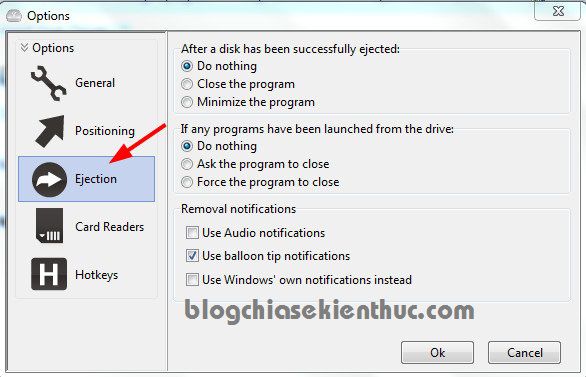 Options
Options
General
Positioning
Ejection
Card Readers
Hotkeys
After a disk has been successfully ejected:
Do nothing
Close the program
Minimize the program
If any programs have been launched from the drive:
Do nothing
Ask the program to close
Force the program to close
Removal notifications
Use Audio notifications
Use balloon tip notifications
Use Windows' own notifications instead
blogchiasekienthuc.com
Ok
Cancel